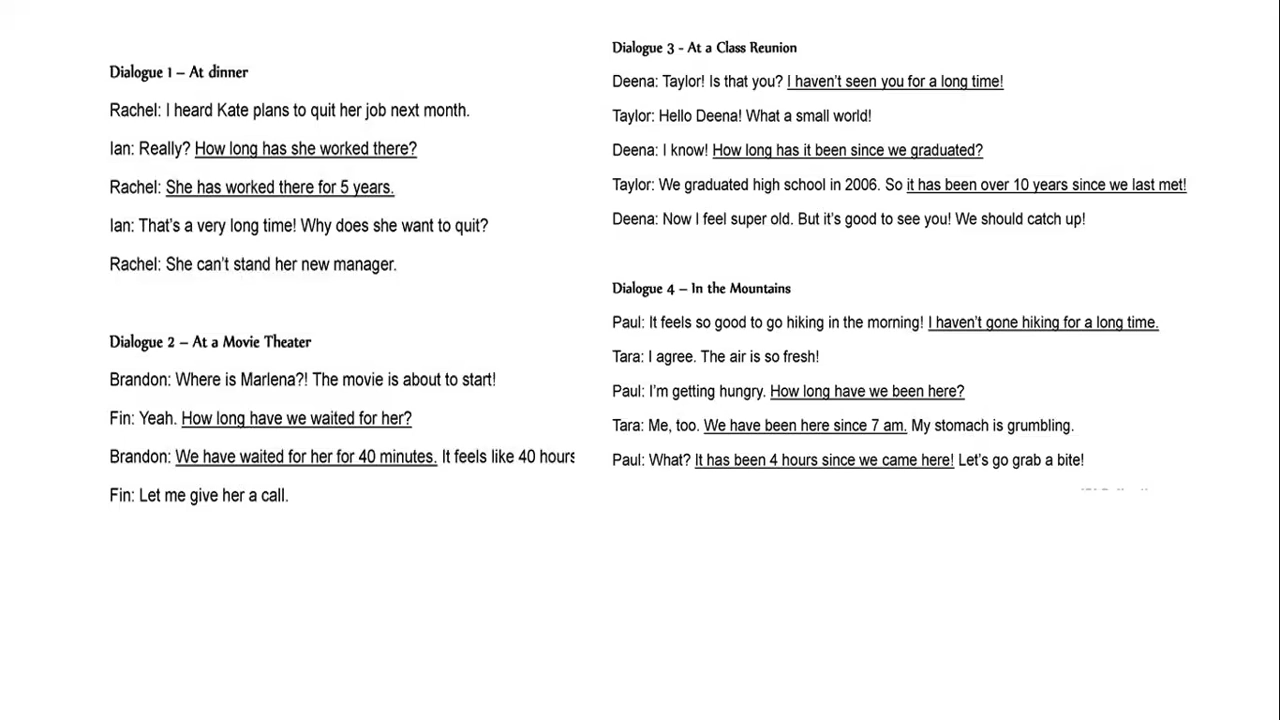 Dialogue 1 – At dinner
Rachel: I heard Kate plans to quit her job next month.
Ian: Really? How long has she worked there?
Rachel: She has worked there for 5 years.
Ian: That's a very long time! Why does she want to quit?
Rachel: She can't stand her new manager.
Dialogue 2 – At a Movie Theater
Brandon: Where is Marlena?! The movie is about to start!
Fin: Yeah. How long have we waited for her?
Brandon: We have waited for her for 40 minutes. It feels like 40 hours
Fin: Let me give her a call.
Dialogue 3 - At a Class Reunion
Deena: Taylor! Is that you? I haven't seen you for a long time!
Taylor: Hello Deena! What a small world!
Deena: I know! How long has it been since we graduated?
Taylor: We graduated high school in 2006. So it has been over 10 years since we last met!
Deena: Now I feel super old. But it's good to see you! We should catch up!
Dialogue 4 – In the Mountains
Paul: It feels so good to go hiking in the morning! I haven't gone hiking for a long time.
Tara: I agree. The air is so fresh!
Paul: I'm getting hungry. How long have we been here?
Tara: Me, too. We have been here since 7 am. My stomach is grumbling.
Paul: What? It has been 4 hours since we came here! Let's go grab a bite!